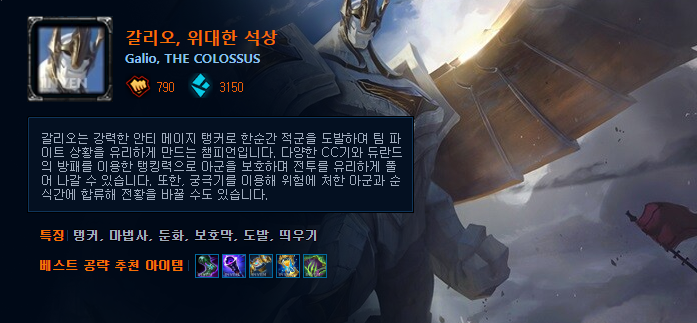 갈리오, 위대한 석상
Galio, THE COLOSSUS
790 3150
갈리오는 강력한 안티 메이지 탱커로 한순간 적군을 도발하여 팀 파
이트 상황을 유리하게 만드는 챔피언입니다. 다양한 CC기와 듀란드
의 방패를 이용한 탱킹력으로 아군을 보호하며 전투를 유리하게 풀
어 나갈 수 있습니다. 또한, 궁극기를 이용해 위험에 처한 아군과 순
식간에 합류해 전황을 바꿀 수도 있습니다.
특징 탱커, 마법사, 둔화, 보호막, 도발, 띄우기
베스트 공략 추천 아이템